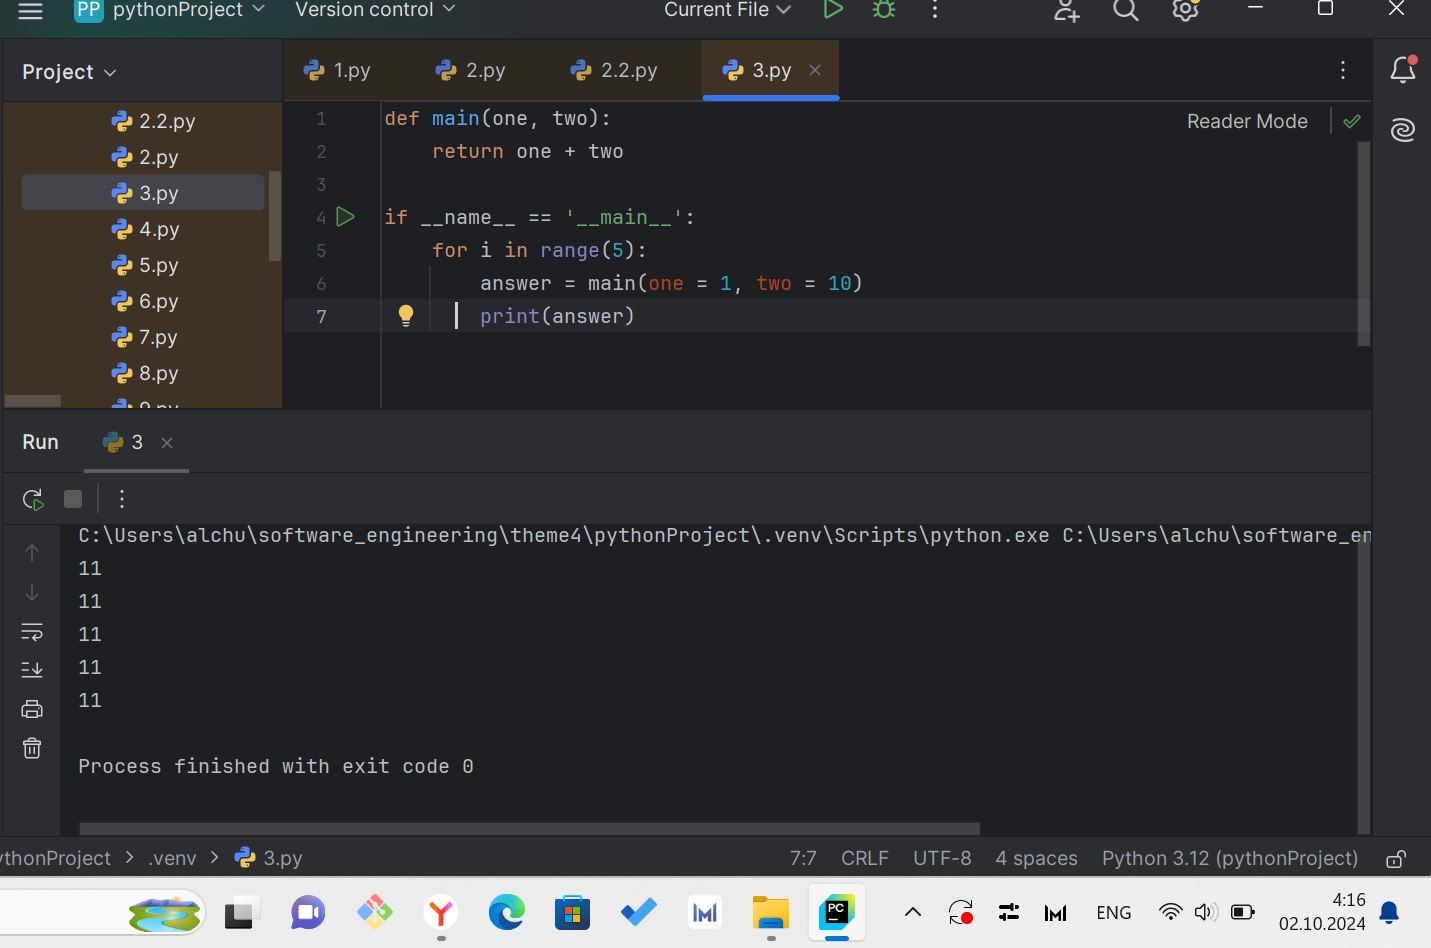 PP pythonProject Version control Current File
Project 1.py 2.py 2.2.py 3.py
2.2.py
2.py
3.py
4.py
5.py
6.py
7.py
8.py
9.py
Reader Mode
1 def main(one, two):
2 return one + two
3
4 if __name__ == '__main__':
5 for i in range(5):
6 answer = main(one = 1, two = 10)
7 print(answer)
Run 3
C:\Users\alchu\software_engineering\theme4\pythonProject\.venv\Scripts\python.exe C:\Users\alchu\software_en
11
11
11
11
11
Process finished with exit code 0
ythonProject > .venv > 3.py 7:7 CRLF UTF-8 4 spaces Python 3.12 (pythonProject)
PC
ENG
4:16
02.10.2024